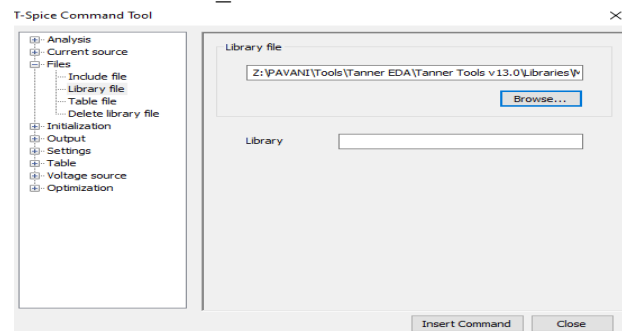 T-Spice Command Tool
Analysis
Current source
Files
Include file
Library file
Table file
Delete library file
Initialization
Output
Settings
Table
Voltage source
Optimization
Library file
Z:\PAVANI\Tools\Tanner EDA\Tanner Tools v13.0\Libraries\
Browse...
Library
Insert Command
Close